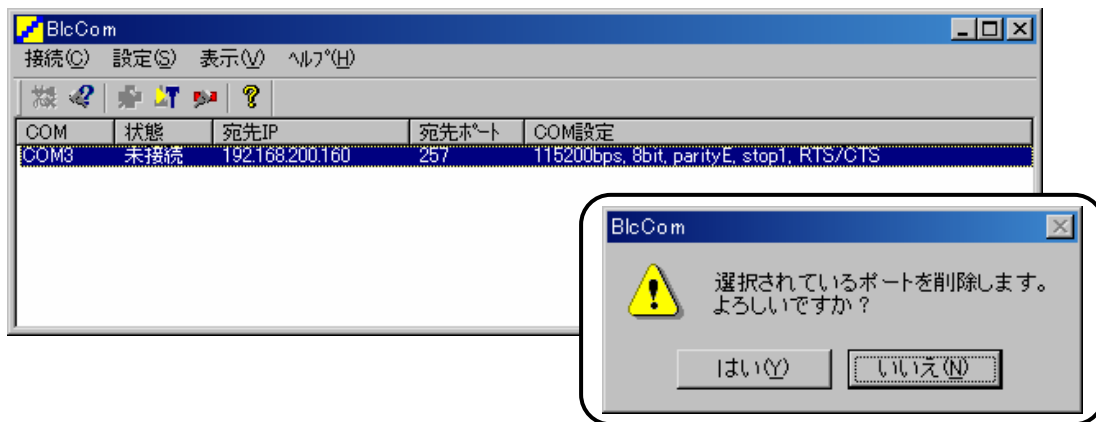 BlcCom
接続(C) 設定(S) 表示(V) ﾍﾙﾌﾟ(H)
COM 状態 宛先IP 宛先ﾎﾟｰﾄ COM設定
COM3 未接続 192.168.200.160 257 115200bps, 8bit, parityE, stop1, RTS/CTS
BlcCom
選択されているポートを削除します。
よろしいですか？
はい(Y) いいえ(N)